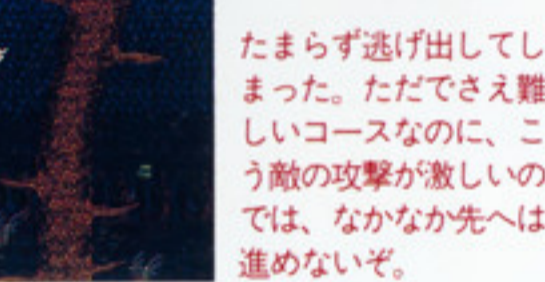 たまらず逃げ出してし
まった。ただでさえ難
しいコースなのに、こ
う敵の攻撃が激しいの
では、なかなか先へは
進めないぞ。